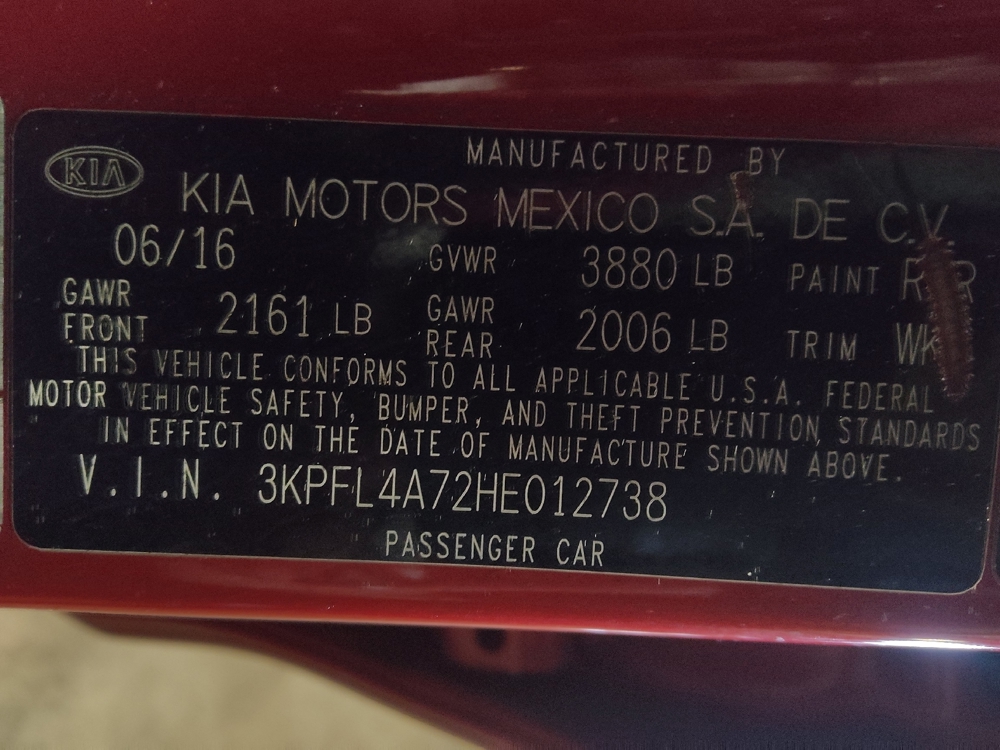 MANUFACTURED BY
KIA
KIA MOTORS MEXICO S.A. DE C.V.
06/16 GVWR 3880 LB PAINT
GAWR FRONT 2161 LB GAWR REAR 2006 LB TRIM
THIS VEHICLE CONFORMS TO ALL APPLICABLE U.S.A. FEDERAL
MOTOR VEHICLE SAFETY, BUMPER, AND THEFT PREVENTION STANDARDS
IN EFFECT ON THE DATE OF MANUFACTURE SHOWN ABOVE.
V.I.N. 3KPFL4A72HE012738
PASSENGER CAR